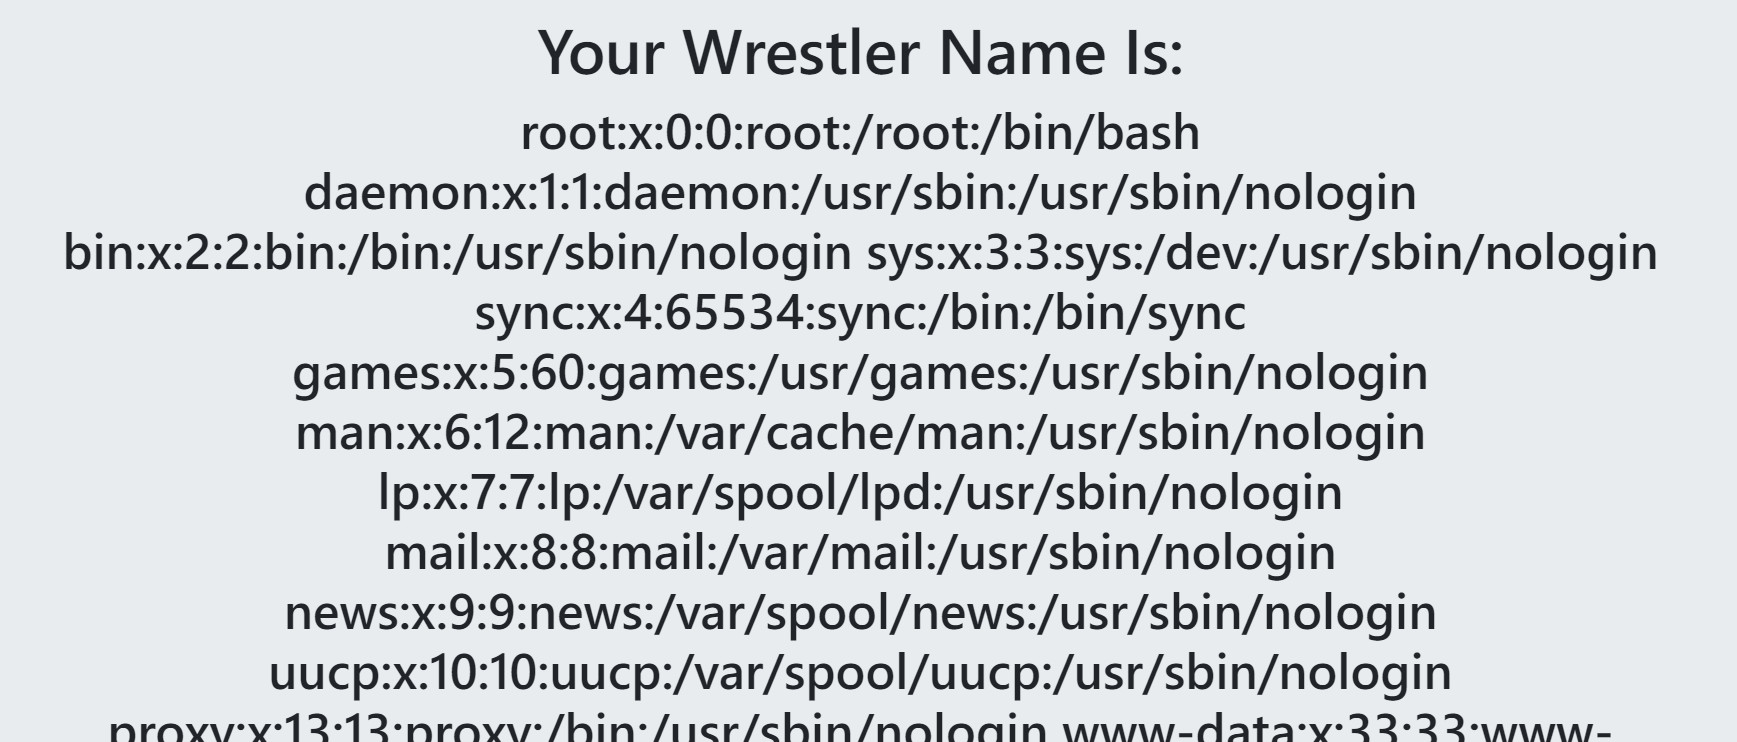 Your Wrestler Name Is:
root:x:0:0:root:/root:/bin/bash
daemon:x:1:1:daemon:/usr/sbin:/usr/sbin/nologin
bin:x:2:2:bin:/bin:/usr/sbin/nologin sys:x:3:3:sys:/dev:/usr/sbin/nologin
sync:x:4:65534:sync:/bin:/bin/sync
games:x:5:60:games:/usr/games:/usr/sbin/nologin
man:x:6:12:man:/var/cache/man:/usr/sbin/nologin
lp:x:7:7:lp:/var/spool/lpd:/usr/sbin/nologin
mail:x:8:8:mail:/var/mail:/usr/sbin/nologin
news:x:9:9:news:/var/spool/news:/usr/sbin/nologin
uucp:x:10:10:uucp:/var/spool/uucp:/usr/sbin/nologin
proxy:x:13:13:proxy:/bin:/usr/sbin/nologin www-data:x:33:33:www-